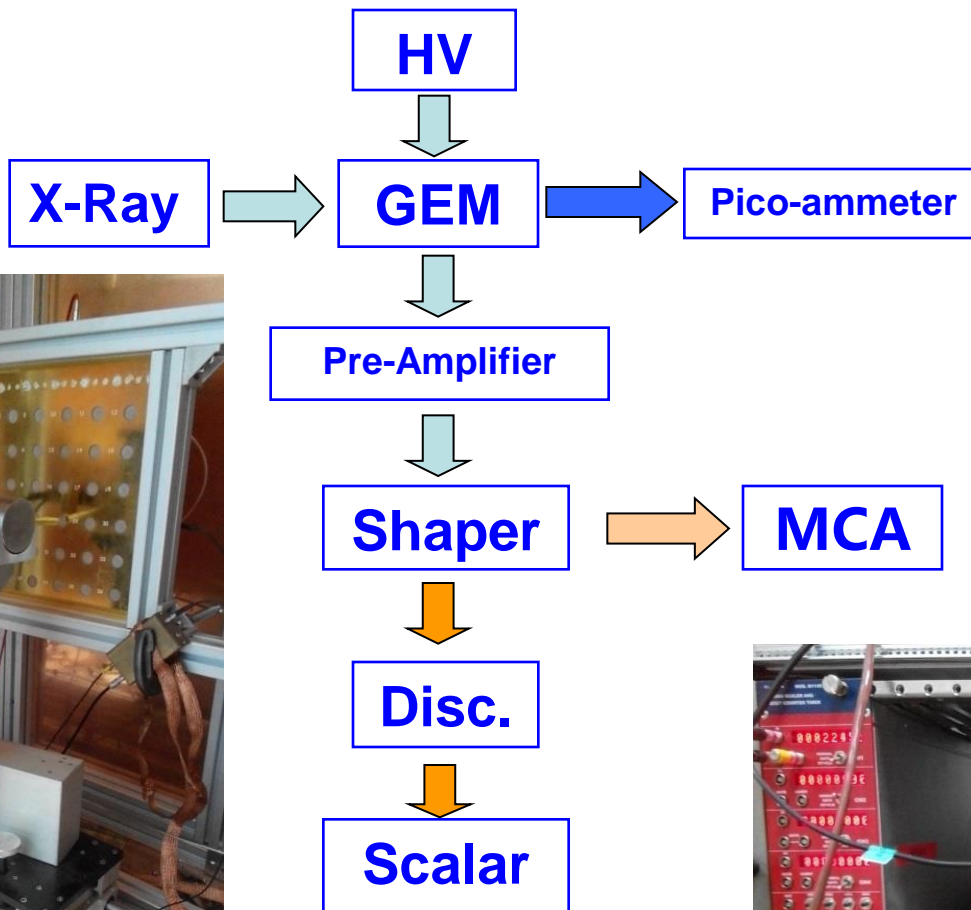 HV
X-Ray
GEM
Pico-ammeter
Pre-Amplifier
Shaper
MCA
Disc.
Scalar